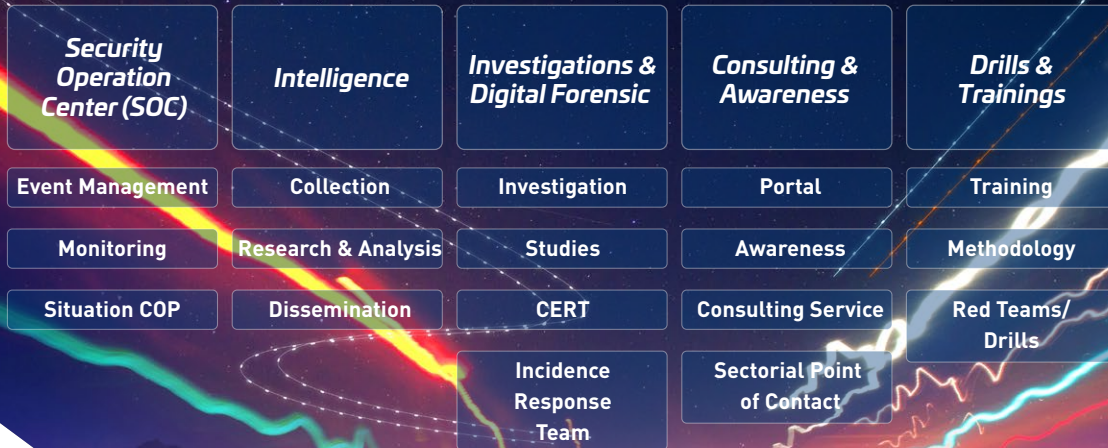 Security
Operation
Center (SOC)
Event Management
Monitoring
Situation COP
Intelligence
Collection
Research & Analysis
Dissemination
Investigations &
Digital Forensic
Investigation
Studies
CERT
Incidence
Response
Team
Consulting &
Awareness
Portal
Awareness
Consulting Service
Sectorial Point
of Contact
Drills &
Trainings
Training
Methodology
Red Teams/
Drills